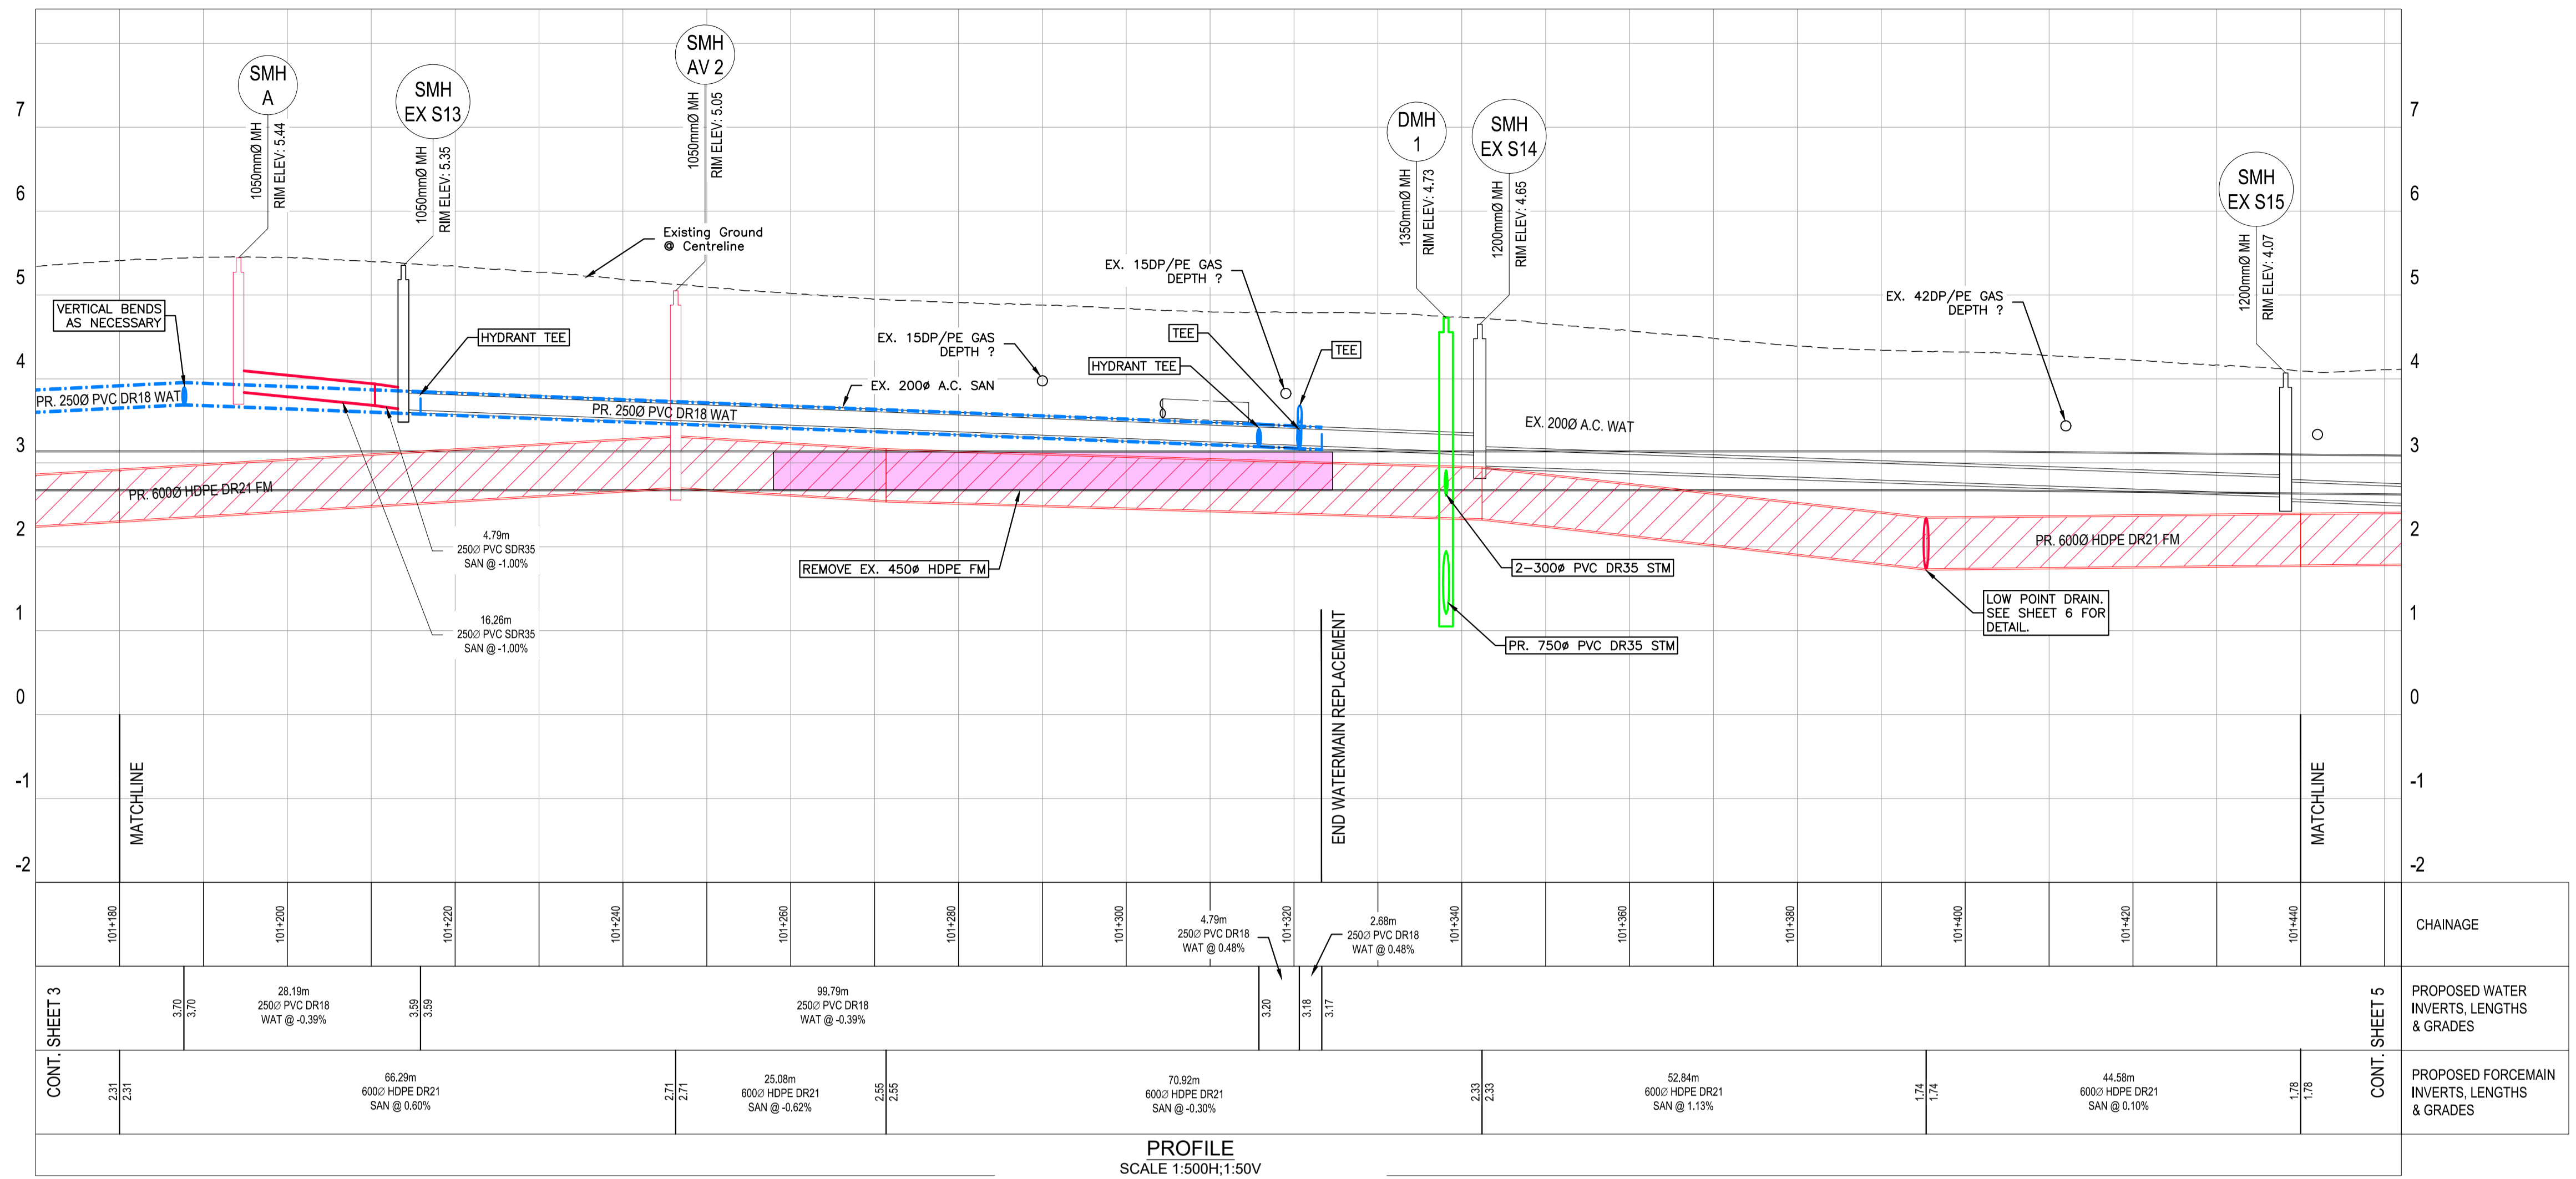 SMH
A
1050mmØ MH
RIM ELEV: 5.44
SMH
EX S13
1050mmØ MH
RIM ELEV: 5.35
SMH
AV 2
1050mmØ MH
RIM ELEV: 5.05
DMH
1
1350mmØ MH
RIM ELEV: 4.73
SMH
EX S14
1200mmØ MH
RIM ELEV: 4.65
SMH
EX S15
1200mmØ MH
RIM ELEV: 4.07
7
6
5
4
3
2
1
0
-1
-2
7
6
5
4
3
2
1
0
-1
-2
Existing Ground
@ Centreline
VERTICAL BENDS
AS NECESSARY
HYDRANT TEE
EX. 15DP/PE GAS
DEPTH ?
EX. 15DP/PE GAS
DEPTH ?
TEE
HYDRANT TEE
TEE
EX. 42DP/PE GAS
DEPTH ?
EX. 200ø A.C. SAN
PR. 250Ø PVC DR18 WAT
PR. 250Ø PVC DR18 WAT
EX. 200Ø A.C. WAT
PR. 600Ø HDPE DR21 FM
PR. 600Ø HDPE DR21 FM
4.79m
250Ø PVC SDR35
SAN @ -1.00%
16.26m
250Ø PVC SDR35
SAN @ -1.00%
REMOVE EX. 450ø HDPE FM
2-300ø PVC DR35 STM
PR. 750ø PVC DR35 STM
LOW POINT DRAIN.
SEE SHEET 6 FOR
DETAIL.
MATCHLINE
END WATERMAIN REPLACEMENT
MATCHLINE
101+180
101+200
101+220
101+240
101+260
101+280
101+300
4.79m
250Ø PVC DR18
WAT @ 0.48%
101+320
2.68m
250Ø PVC DR18
WAT @ 0.48%
101+340
101+360
101+380
101+400
101+420
101+440
CHAINAGE
CONT. SHEET 3
3.70
3.70
28.19m
250Ø PVC DR18
WAT @ -0.39%
3.59
3.59
99.79m
250Ø PVC DR18
WAT @ -0.39%
3.20
3.18
3.17
CONT. SHEET 5
PROPOSED WATER
INVERTS, LENGTHS
& GRADES
2.31
2.31
66.29m
600Ø HDPE DR21
SAN @ 0.60%
2.71
2.71
25.08m
600Ø HDPE DR21
SAN @ -0.62%
2.55
2.55
70.92m
600Ø HDPE DR21
SAN @ -0.30%
2.33
2.33
52.84m
600Ø HDPE DR21
SAN @ 1.13%
1.74
1.74
44.58m
600Ø HDPE DR21
SAN @ 0.10%
1.78
1.78
PROPOSED FORCEMAIN
INVERTS, LENGTHS
& GRADES
PROFILE
SCALE 1:500H;1:50V